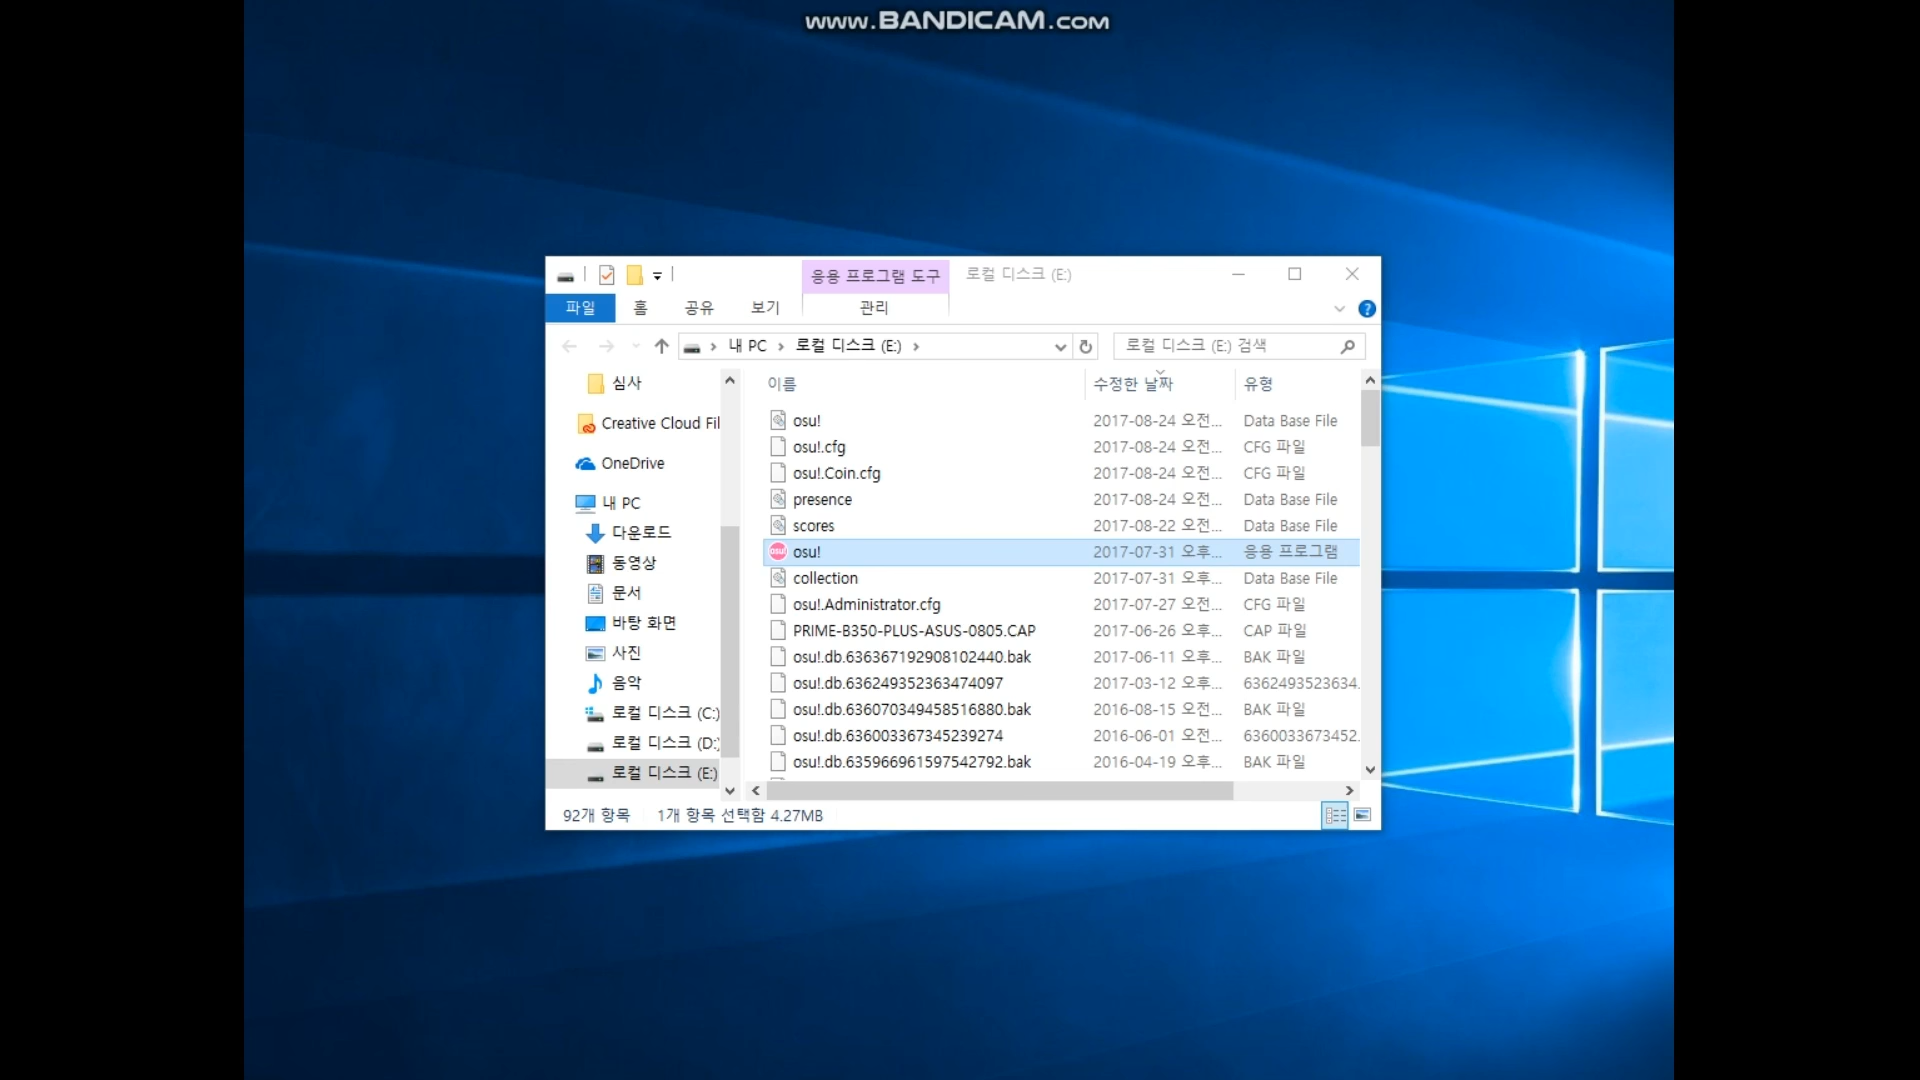 www.BANDICAM.com
응용 프로그램 도구 로컬 디스크 (E:)
파일 홈 공유 보기 관리
내 PC 로컬 디스크 (E:) 로컬 디스크 (E:) 검색
심사
Creative Cloud Fil
OneDrive
내 PC
다운로드
동영상
문서
바탕 화면
사진
음악
로컬 디스크 (C:)
로컬 디스크 (D:)
로컬 디스크 (E:)
이름 수정한 날짜 유형
osu! 2017-08-24 오전... Data Base File
osu!.cfg 2017-08-24 오전... CFG 파일
osu!.Coin.cfg 2017-08-24 오전... CFG 파일
presence 2017-08-24 오전... Data Base File
scores 2017-08-22 오전... Data Base File
osu! osu! 2017-07-31 오후... 응용 프로그램
collection 2017-07-31 오후... Data Base File
osu!.Administrator.cfg 2017-07-27 오전... CFG 파일
PRIME-B350-PLUS-ASUS-0805.CAP 2017-06-26 오후... CAP 파일
osu!.db.636367192908102440.bak 2017-06-11 오후... BAK 파일
osu!.db.636249352363474097 2017-03-12 오후... 6362493523634.
osu!.db.636070349458516880.bak 2016-08-15 오전... BAK 파일
osu!.db.636003367345239274 2016-06-01 오전... 6360033673452.
osu!.db.635966961597542792.bak 2016-04-19 오후... BAK 파일
92개 항목 1개 항목 선택함 4.27MB